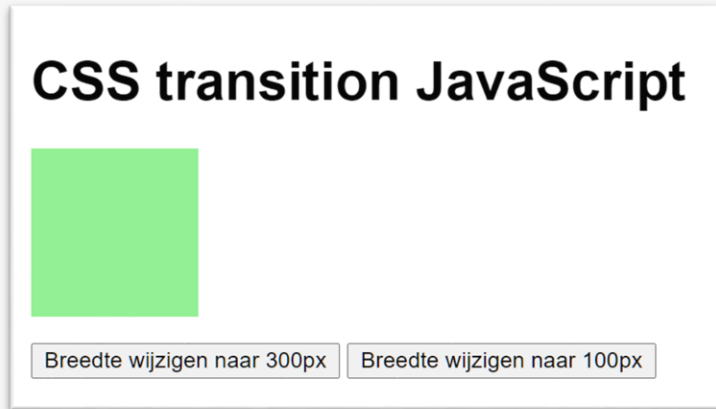 CSS transition JavaScript
Breedte wijzigen naar 300px Breedte wijzigen naar 100px